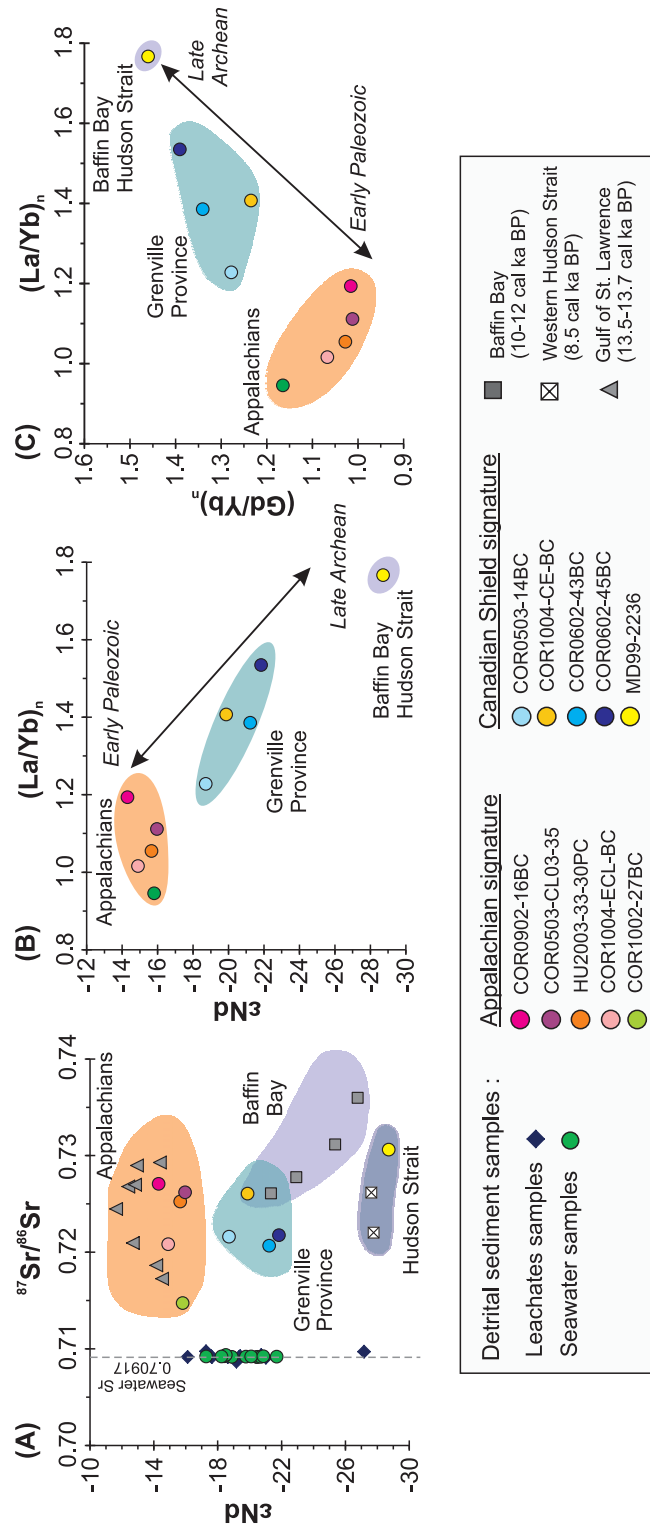 (A)
⁸⁷Sr/⁸⁶Sr
0.70 0.71 0.72 0.73 0.74
εNd
-10
-14
-18
-22
-26
-30
Seawater Sr
0.70917
Appalachians
Baffin
Bay
Grenville
Province
Hudson Strait
(B)
(La/Yb)ₙ
0.8 1.0 1.2 1.4 1.6 1.8
εNd
-12
-14
-16
-18
-20
-22
-24
-26
-28
-30
Appalachians
Early Paleozoic
Grenville
Province
Late Archean
Baffin Bay
Hudson Strait
(C)
(La/Yb)ₙ
0.8 1.0 1.2 1.4 1.6 1.8
(Gd/Yb)ₙ
1.6
1.5
1.4
1.3
1.2
1.1
1.0
0.9
Baffin Bay
Hudson Strait
Late
Archean
Grenville
Province
Appalachians
Early Paleozoic
Detrital sediment samples :
Leachates samples
Seawater samples
Appalachian signature
COR0902-16BC
COR0503-CL03-35
HU2003-33-30PC
COR1004-ECL-BC
COR1002-27BC
Canadian Shield signature
COR0503-14BC
COR1004-CE-BC
COR0602-43BC
COR0602-45BC
MD99-2236
Baffin Bay
(10-12 cal ka BP)
Western Hudson Strait
(8.5 cal ka BP)
Gulf of St. Lawrence
(13.5-13.7 cal ka BP)